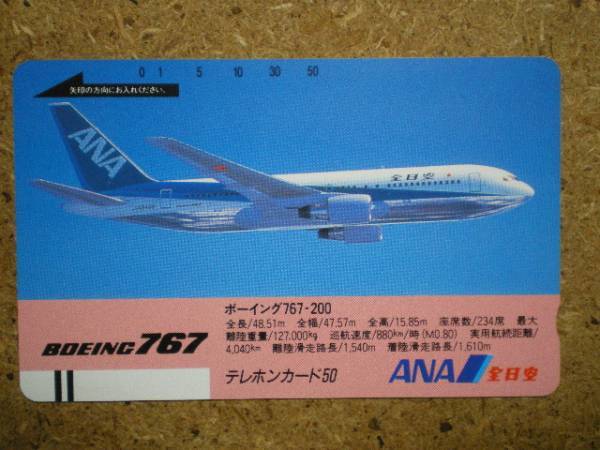 0 1 5 10 30 50
矢印の方向にお入れください。
ANA
全日空
ボーイング767-200
全長/48.51m 全幅/47.57m 全高/15.85m 座席数/234席 最大
離陸重量/127,000kg 巡航速度/880km/時(M0.80) 実用航続距離/
4,040km 離陸滑走路長/1,540m 着陸滑走路長/1,610m
BOEING 767
テレホンカード50
ANA 全日空